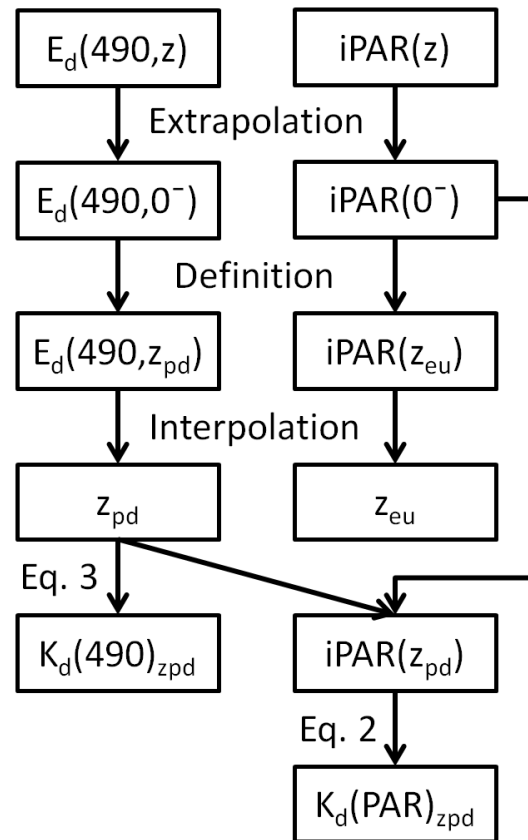 E_d(490,z) iPAR(z)
Extrapolation
E_d(490,0⁻) iPAR(0⁻)
Definition
E_d(490,z_pd) iPAR(z_eu)
Interpolation
z_pd z_eu
Eq. 3
K_d(490)_zpd iPAR(z_pd)
Eq. 2
K_d(PAR)_zpd